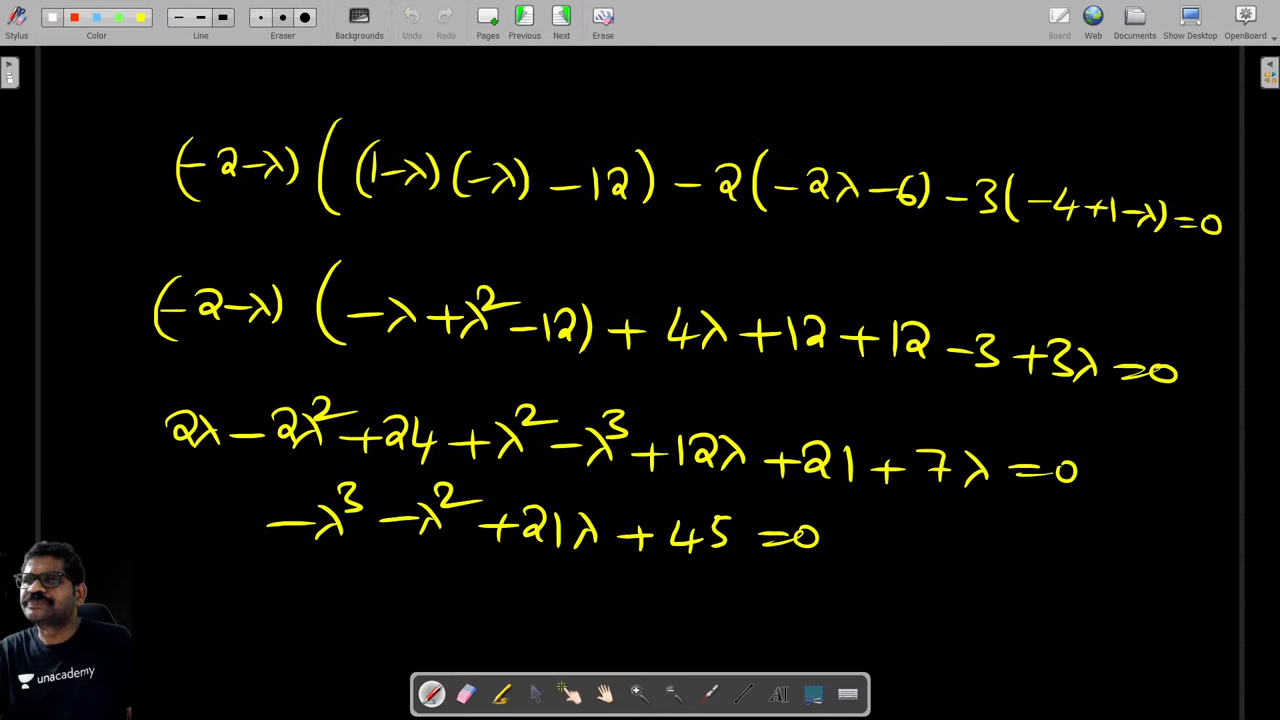 Stylus Color Line Eraser Backgrounds Undo Redo Pages Previous Next Erase Board Web Documents Show Desktop OpenBoard
(-2-λ) ( (1-λ)(-λ) -12) - 2(-2λ-6) -3(-4+1-λ)=0
(-2-λ) (-λ+λ²-12) + 4λ+12+12-3+3λ=0
2λ-2λ²+24+λ²-λ³+12λ+21+7λ=0
-λ³-λ²+21λ+45=0
unacademy
AI